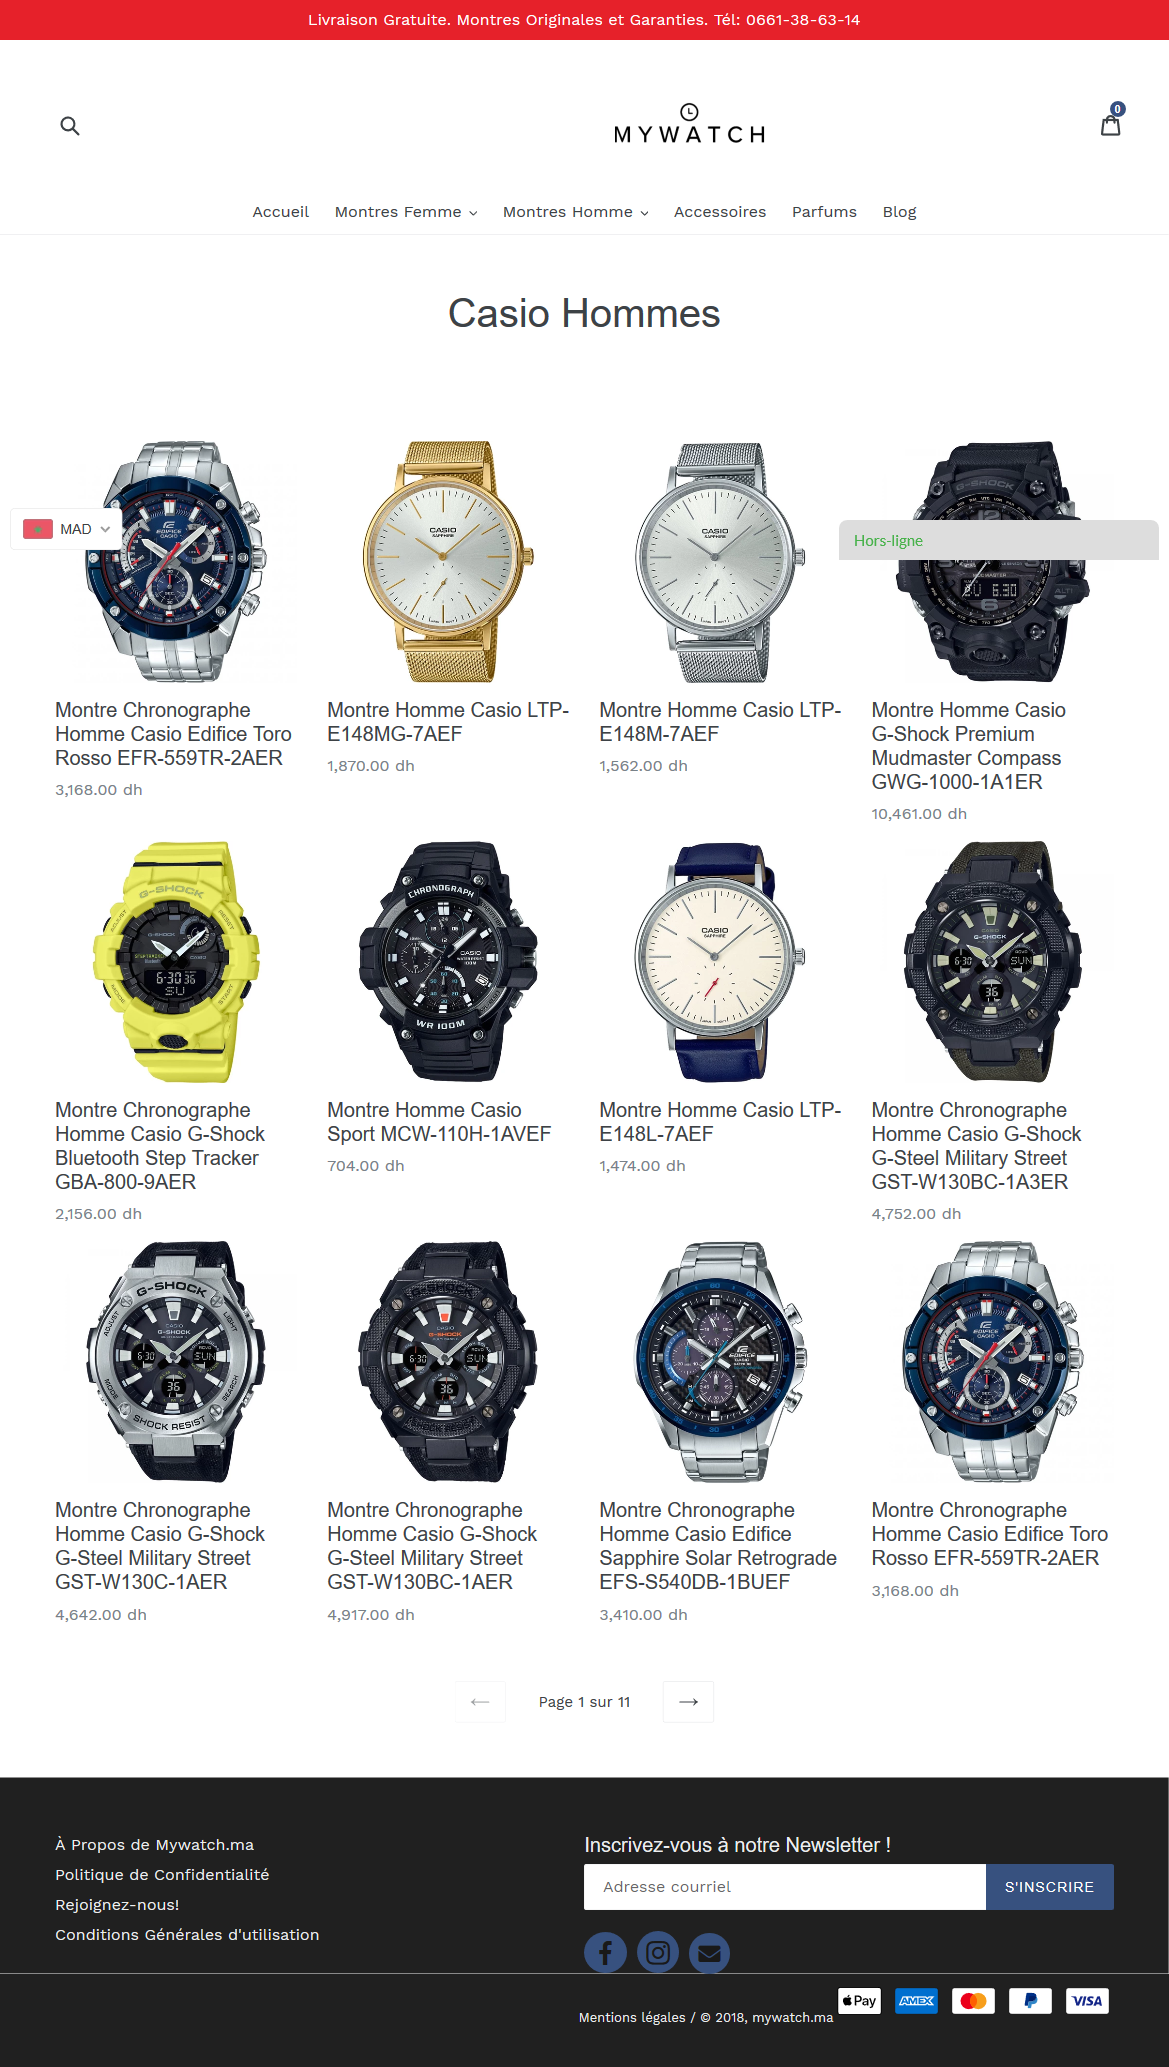 Livraison Gratuite. Montres Originales et Garanties. Tél: 0661-38-63-14
0
MYWATCH
Accueil Montres Femme Montres Homme Accessoires Parfums Blog
Casio Hommes
MAD
Hors-ligne
Montre Chronographe
Homme Casio Edifice Toro
Rosso EFR-559TR-2AER
3,168.00 dh
Montre Homme Casio LTP-
E148MG-7AEF
1,870.00 dh
Montre Homme Casio LTP-
E148M-7AEF
1,562.00 dh
Montre Homme Casio
G-Shock Premium
Mudmaster Compass
GWG-1000-1A1ER
10,461.00 dh
Montre Chronographe
Homme Casio G-Shock
Bluetooth Step Tracker
GBA-800-9AER
2,156.00 dh
Montre Homme Casio
Sport MCW-110H-1AVEF
704.00 dh
Montre Homme Casio LTP-
E148L-7AEF
1,474.00 dh
Montre Chronographe
Homme Casio G-Shock
G-Steel Military Street
GST-W130BC-1A3ER
4,752.00 dh
Montre Chronographe
Homme Casio G-Shock
G-Steel Military Street
GST-W130C-1AER
4,642.00 dh
Montre Chronographe
Homme Casio G-Shock
G-Steel Military Street
GST-W130BC-1AER
4,917.00 dh
Montre Chronographe
Homme Casio Edifice
Sapphire Solar Retrograde
EFS-S540DB-1BUEF
3,410.00 dh
Montre Chronographe
Homme Casio Edifice Toro
Rosso EFR-559TR-2AER
3,168.00 dh
Page 1 sur 11
À Propos de Mywatch.ma
Politique de Confidentialité
Rejoignez-nous!
Conditions Générales d'utilisation
Inscrivez-vous à notre Newsletter !
Adresse courriel
S'INSCRIRE
Mentions légales / © 2018, mywatch.ma
Pay AMEX VISA